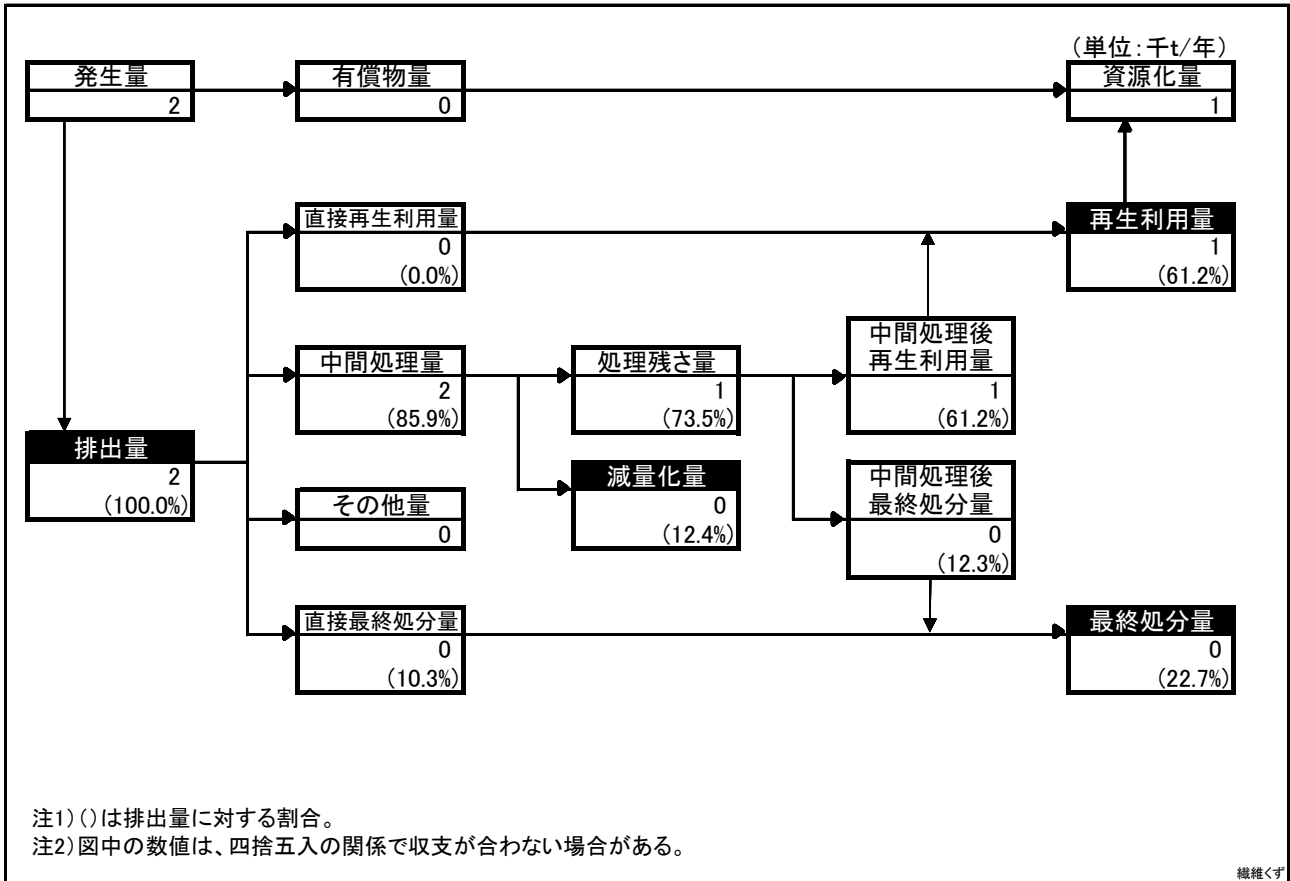 (単位:千t/年)
発生量
2
有償物量
0
資源化量
1
直接再生利用量
0
(0.0%)
再生利用量
1
(61.2%)
中間処理量
2
(85.9%)
処理残さ量
1
(73.5%)
中間処理後
再生利用量
1
(61.2%)
排出量
2
(100.0%)
その他量
0
減量化量
0
(12.4%)
中間処理後
最終処分量
0
(12.3%)
直接最終処分量
0
(10.3%)
最終処分量
0
(22.7%)
注1)()は排出量に対する割合。
注2)図中の数値は、四捨五入の関係で収支が合わない場合がある。
繊維くず